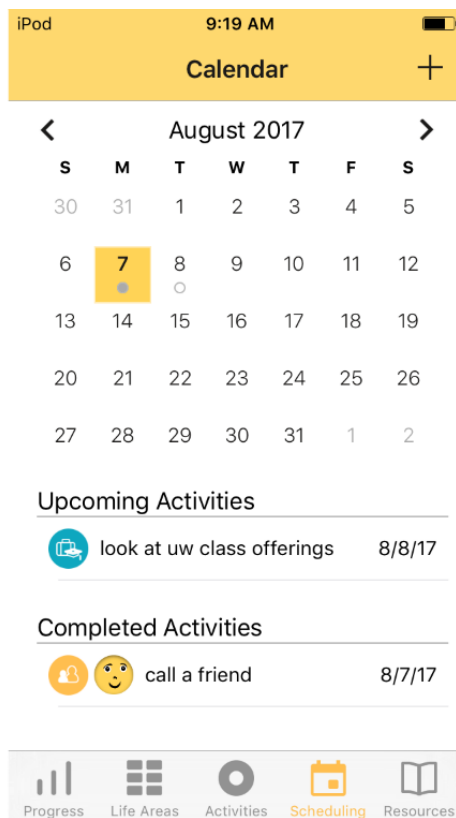 iPod 9:19 AM
Calendar +
August 2017
S M T W T F S
30 31 1 2 3 4 5
6 7 8 9 10 11 12
13 14 15 16 17 18 19
20 21 22 23 24 25 26
27 28 29 30 31 1 2
Upcoming Activities
look at uw class offerings 8/8/17
Completed Activities
call a friend 8/7/17
Progress Life Areas Activities Scheduling Resources